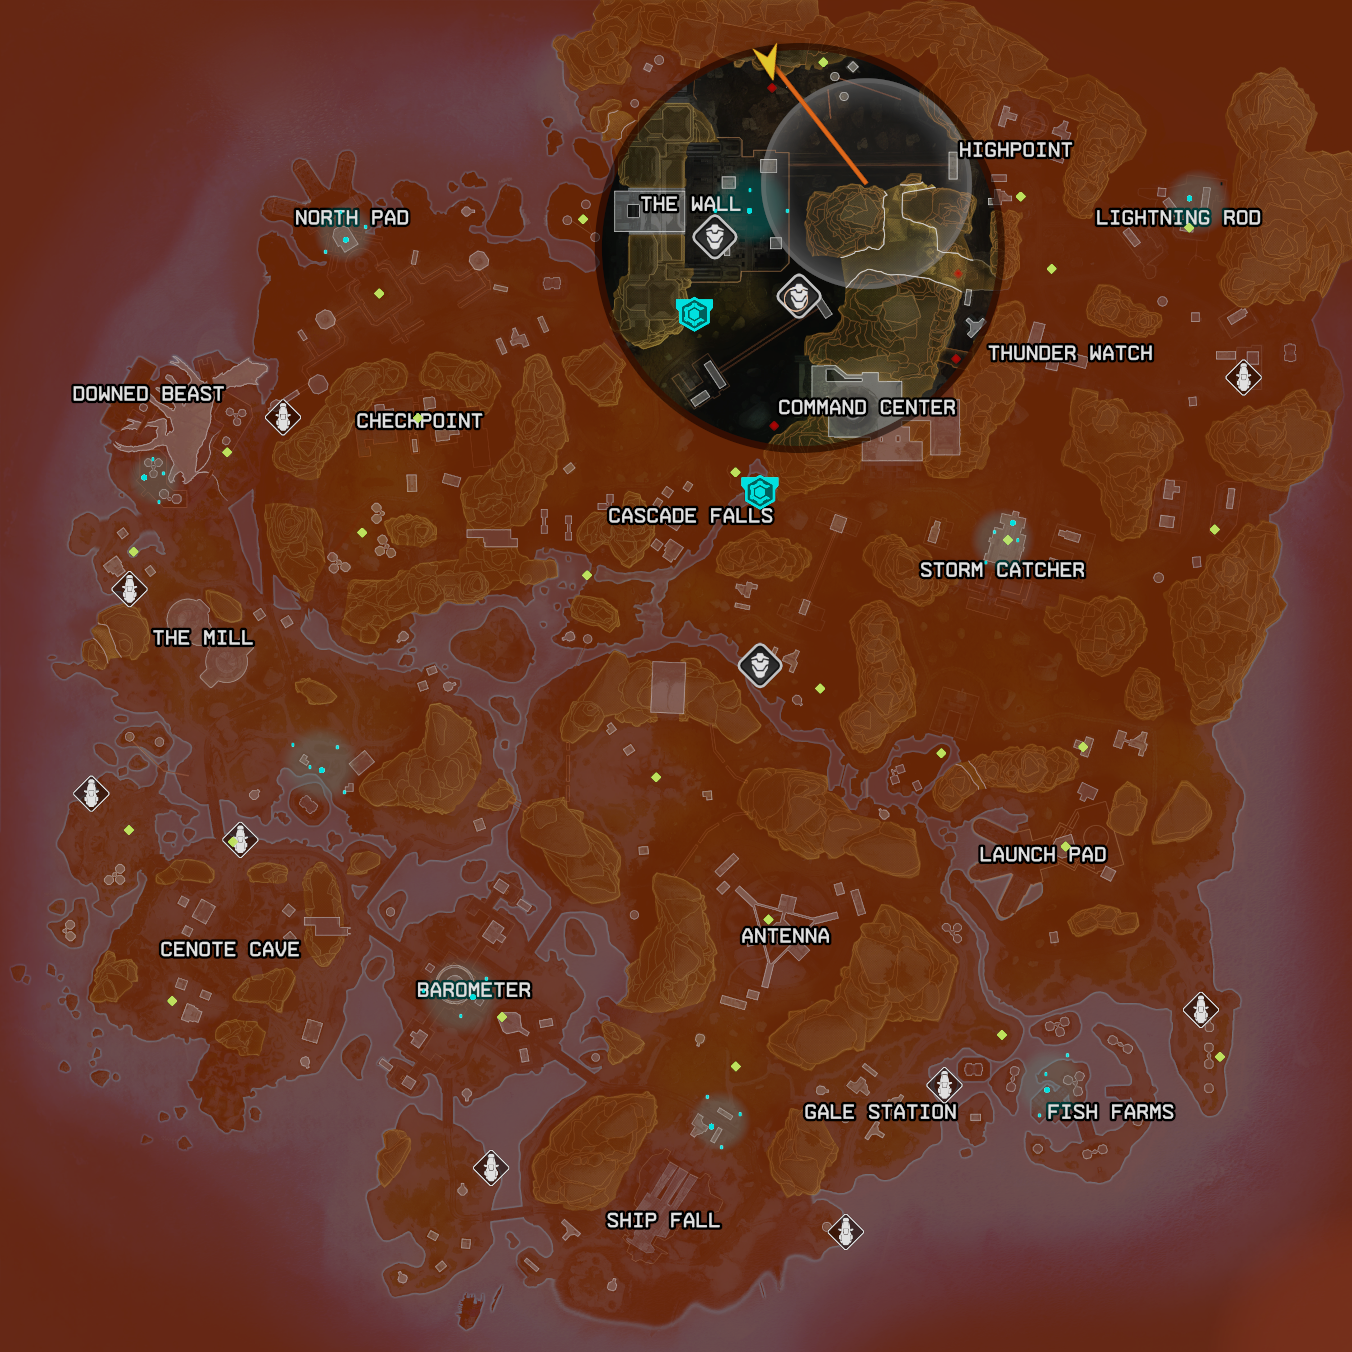 HIGHPOINT
THE WALL
NORTH PAD
LIGHTNING ROD
THUNDER WATCH
DOWNED BEAST
COMMAND CENTER
CHECKPOINT
CASCADE FALLS
STORM CATCHER
THE MILL
LAUNCH PAD
ANTENNA
CENOTE CAVE
BAROMETER
GALE STATION
FISH FARMS
SHIP FALL